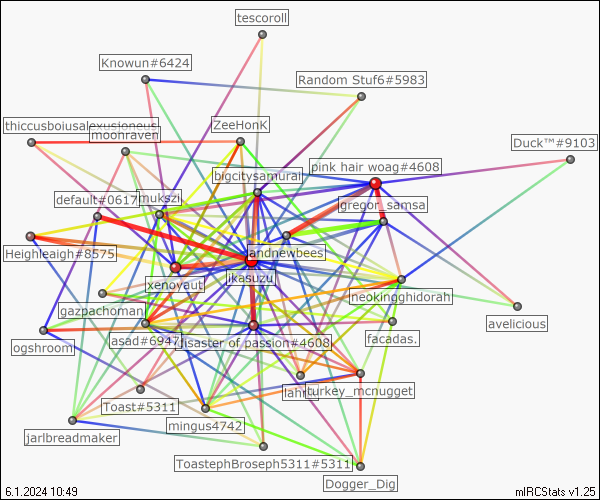 tescoroll
Knowun#6424
Random Stuf6#5983
thiccusboiusalexusioneus
moonraven
ZeeHonK
Duck™#9103
pink hair woag#4608
bigcitysamurai
default#0617
mukszi
gregor_samsa
andnewbees
Heighleaigh#8575
xenoyaut
ikasuzu
neokingghidorah
gazpachoman
avelicious
ogshroom
asad#6947
disaster of passion#4608
facadas.
turkey_mcnugget
Toast#5311
mingus4742
jarlbreadmaker
ToastephBroseph5311#5311
Dogger_Dig
6.1.2024 10:49
mIRCStats v1.25